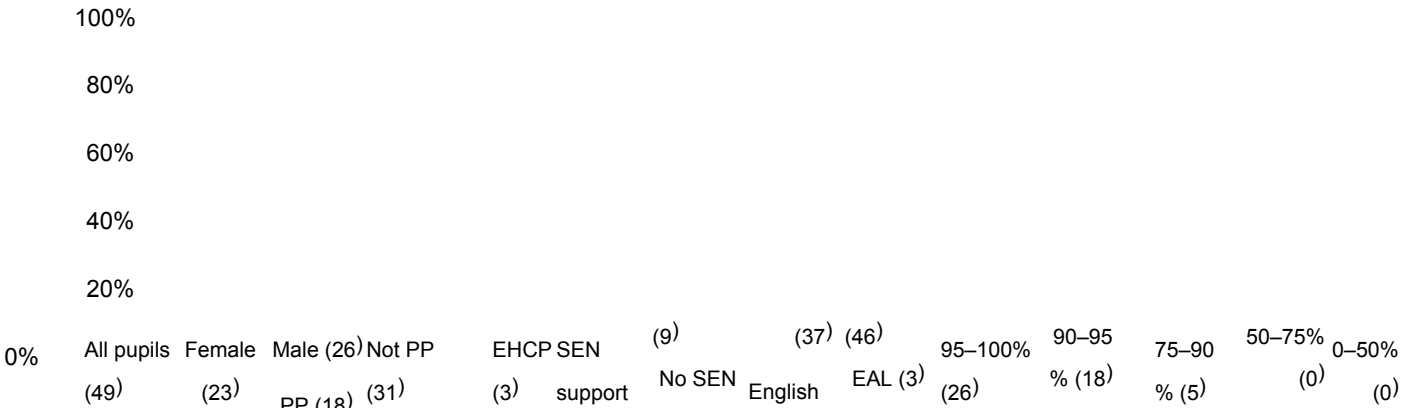 100%
80%
60%
40%
20%
0%
All pupils
(49)
Female
(23)
Male (26)
PP (18)
Not PP
(31)
EHCP
(3)
SEN
support
(9)
No SEN
(37)
English
(46)
EAL (3)
95–100%
(26)
90–95
% (18)
75–90
% (5)
50–75%
(0)
0–50%
(0)